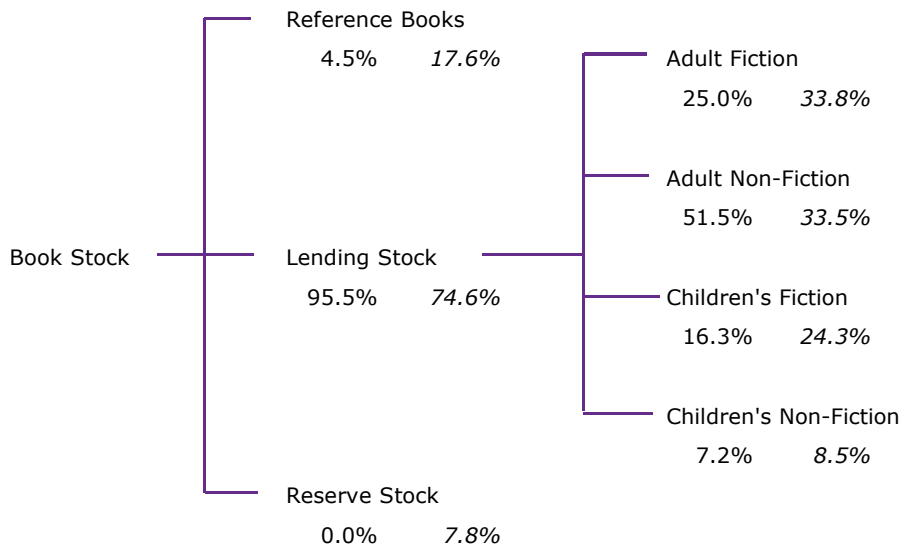 Reference Books
4.5% 17.6%
Adult Fiction
25.0% 33.8%
Adult Non-Fiction
51.5% 33.5%
Book Stock
Lending Stock
95.5% 74.6%
Children's Fiction
16.3% 24.3%
Children's Non-Fiction
7.2% 8.5%
Reserve Stock
0.0% 7.8%